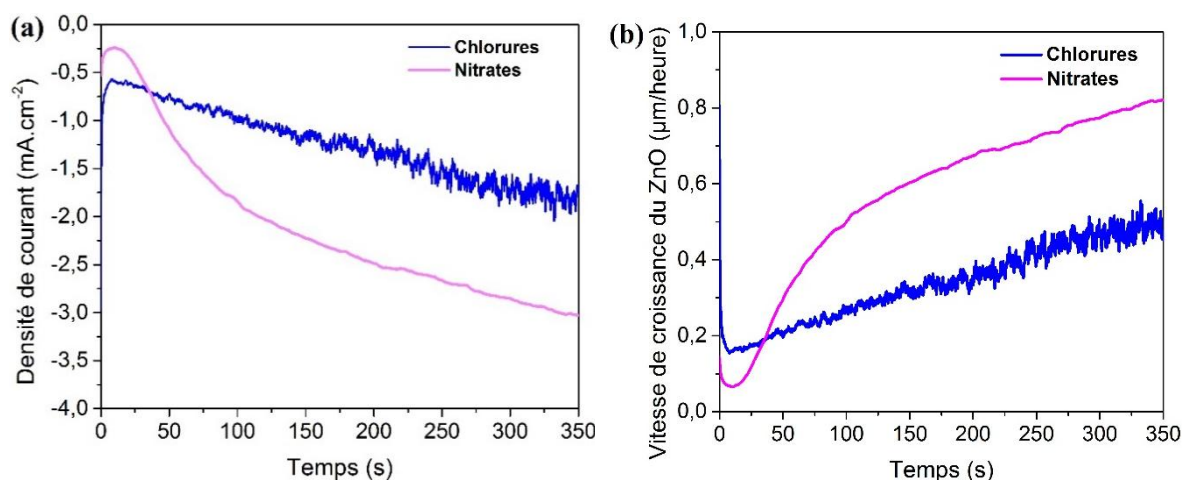 (a)
Chlorures
Nitrates
Densité de courant (mA.cm-2)
0,0
-0,5
-1,0
-1,5
-2,0
-2,5
-3,0
-3,5
-4,0
0 50 100 150 200 250 300 350
Temps (s)
(b)
Chlorures
Nitrates
Vitesse de croissance du ZnO (μm/heure)
1,0
0,8
0,6
0,4
0,2
0,0
0 50 100 150 200 250 300 350
Temps (s)